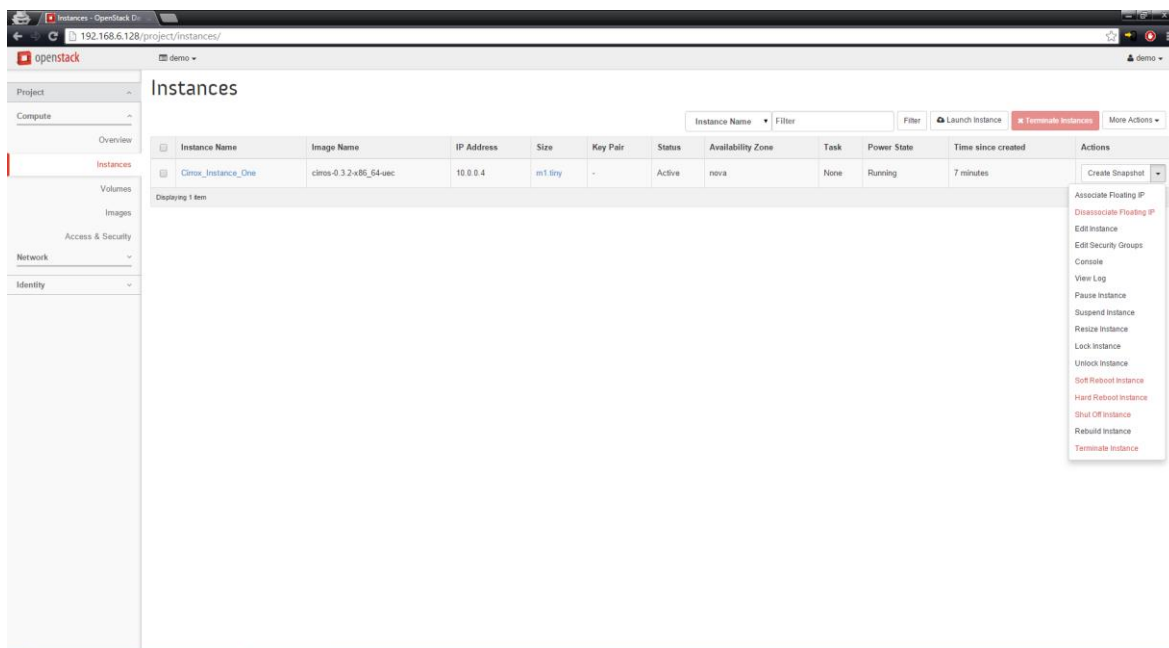 Instances - OpenStack Da
192.168.6.128/project/instances/
openstack
demo
demo
Project
Compute
Overview
Instances
Volumes
Images
Access & Security
Network
Identity
Instances
Instance Name Filter Filter Launch Instance Terminate Instances More Actions
Instance Name Image Name IP Address Size Key Pair Status Availability Zone Task Power State Time since created Actions
Cirrox_Instance_One cirros-0.3.2-x86_64-uec 10.0.0.4 m1.tiny - Active nova None Running 7 minutes Create Snapshot
Displaying 1 item
Associate Floating IP
Disassociate Floating IP
Edit Instance
Edit Security Groups
Console
View Log
Pause Instance
Suspend Instance
Resize Instance
Lock Instance
Unlock Instance
Soft Reboot Instance
Hard Reboot Instance
Shut Off Instance
Rebuild Instance
Terminate Instance